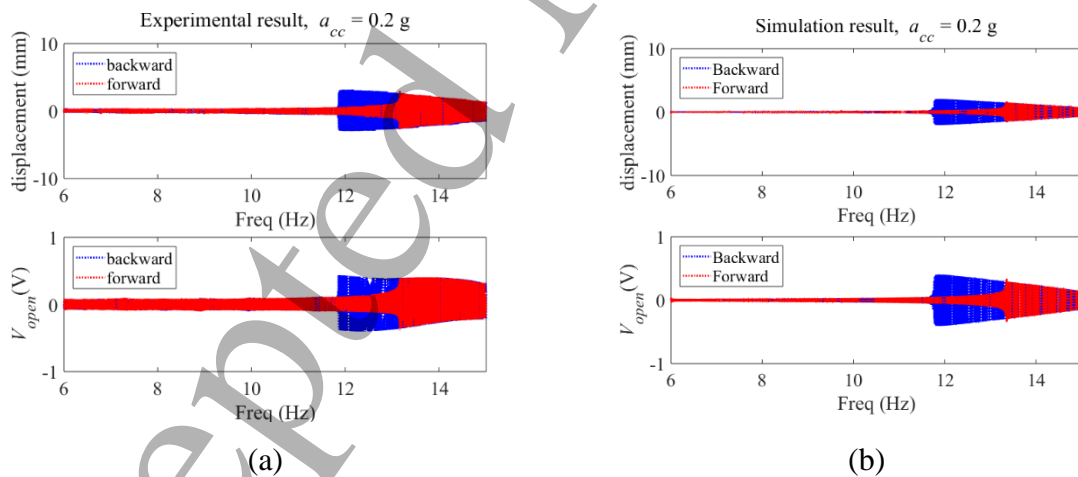 Experimental result, a_cc = 0.2 g
10
0
-10
displacement (mm)
backward
forward
6 8 10 12 14
Freq (Hz)
1
0
-1
V_open(V)
backward
forward
6 8 10 12 14
Freq (Hz)
(a)
Simulation result, a_cc = 0.2 g
10
0
-10
displacement (mm)
Backward
Forward
6 8 10 12 14
Freq (Hz)
1
0
-1
V_open(V)
Backward
Forward
6 8 10 12 14
Freq (Hz)
(b)
epted